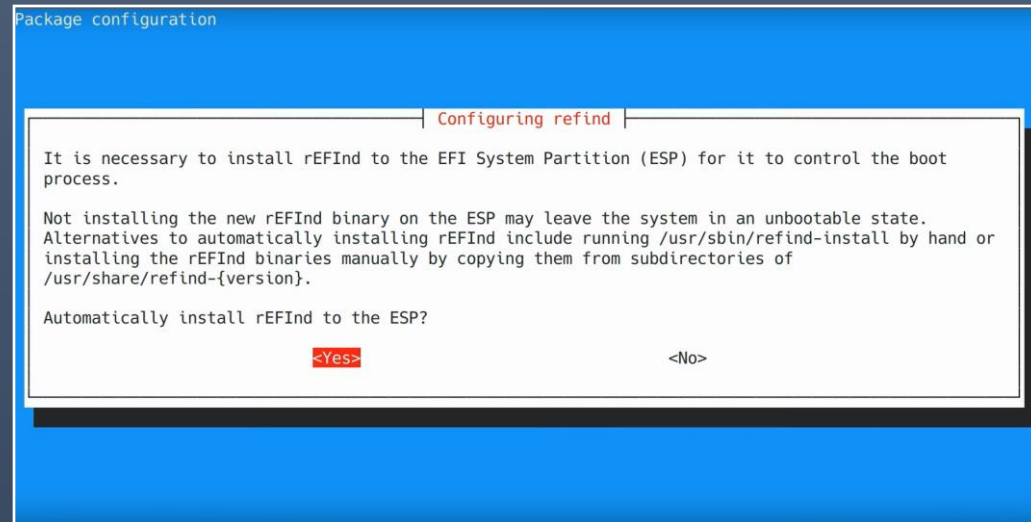 Package configuration
Configuring refind
It is necessary to install rEFInd to the EFI System Partition (ESP) for it to control the boot
process.
Not installing the new rEFInd binary on the ESP may leave the system in an unbootable state.
Alternatives to automatically installing rEFInd include running /usr/sbin/refind-install by hand or
installing the rEFInd binaries manually by copying them from subdirectories of
/usr/share/refind-{version}.
Automatically install rEFInd to the ESP?
<Yes> <No>